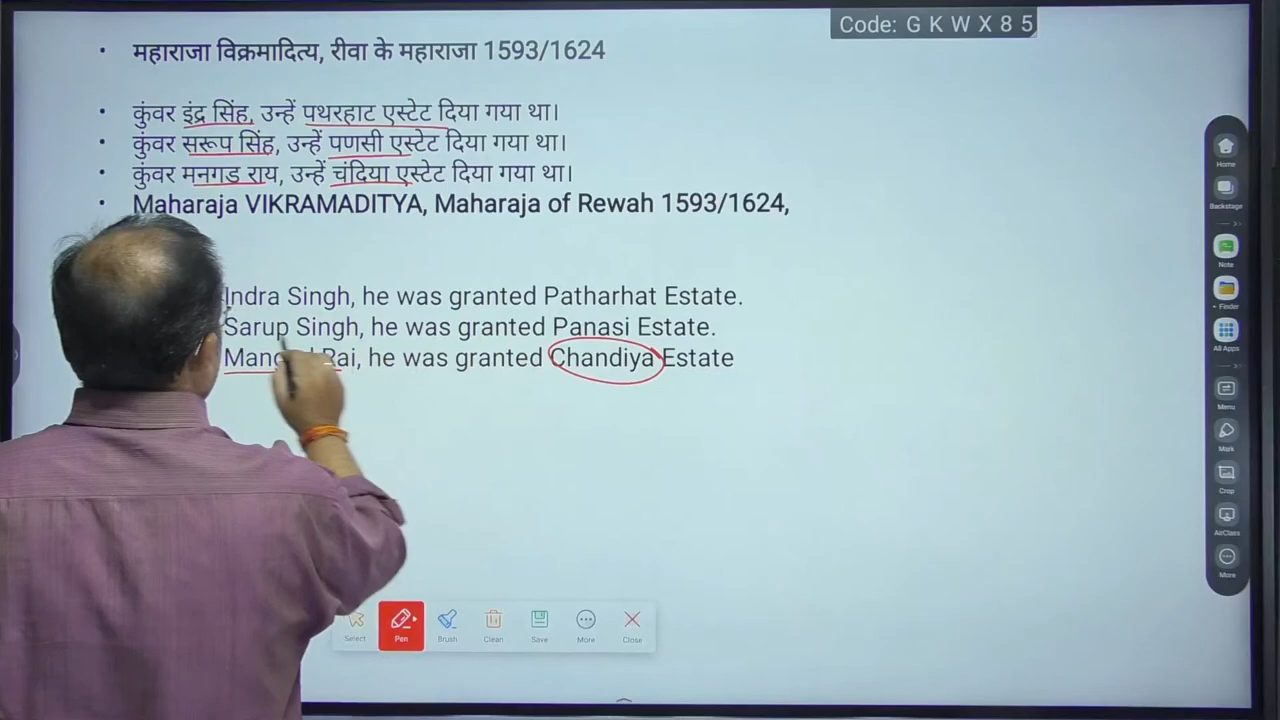 Code: G K W X 8 5
महाराजा विक्रमादित्य, रीवा के महाराजा 1593/1624
कुंवर इंद्र सिंह, उन्हें पथरहाट एस्टेट दिया गया था।
कुंवर सरूप सिंह, उन्हें पणसी एस्टेट दिया गया था।
कुंवर मनगड राय, उन्हें चंदिया एस्टेट दिया गया था।
Maharaja VIKRAMADITYA, Maharaja of Rewah 1593/1624,
Indra Singh, he was granted Patharhat Estate.
Sarup Singh, he was granted Panasi Estate.
Rai, he was granted Chandiya Estate
Home
Backstage
Note
Finder
All Apps
Menu
Mark
Crop
AirClass
More
Select
Pen
Brush
Clean
Save
More
Close